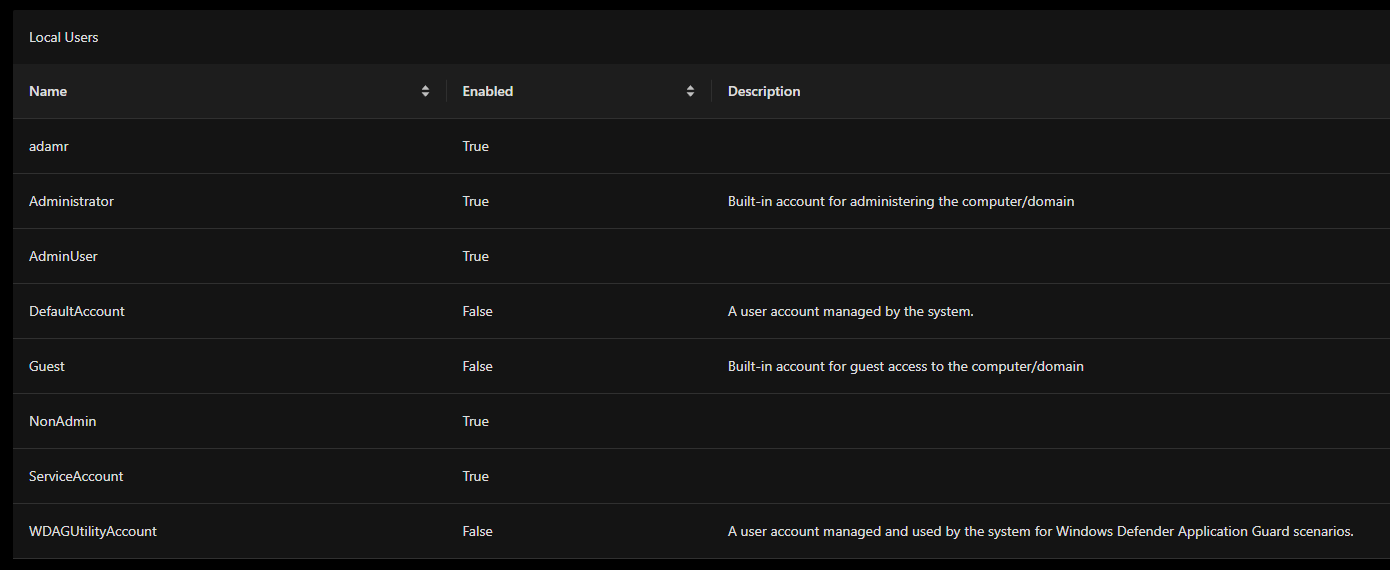 Local Users
Name Enabled Description
adamr True
Administrator True Built-in account for administering the computer/domain
AdminUser True
DefaultAccount False A user account managed by the system.
Guest False Built-in account for guest access to the computer/domain
NonAdmin True
ServiceAccount True
WDAGUtilityAccount False A user account managed and used by the system for Windows Defender Application Guard scenarios.